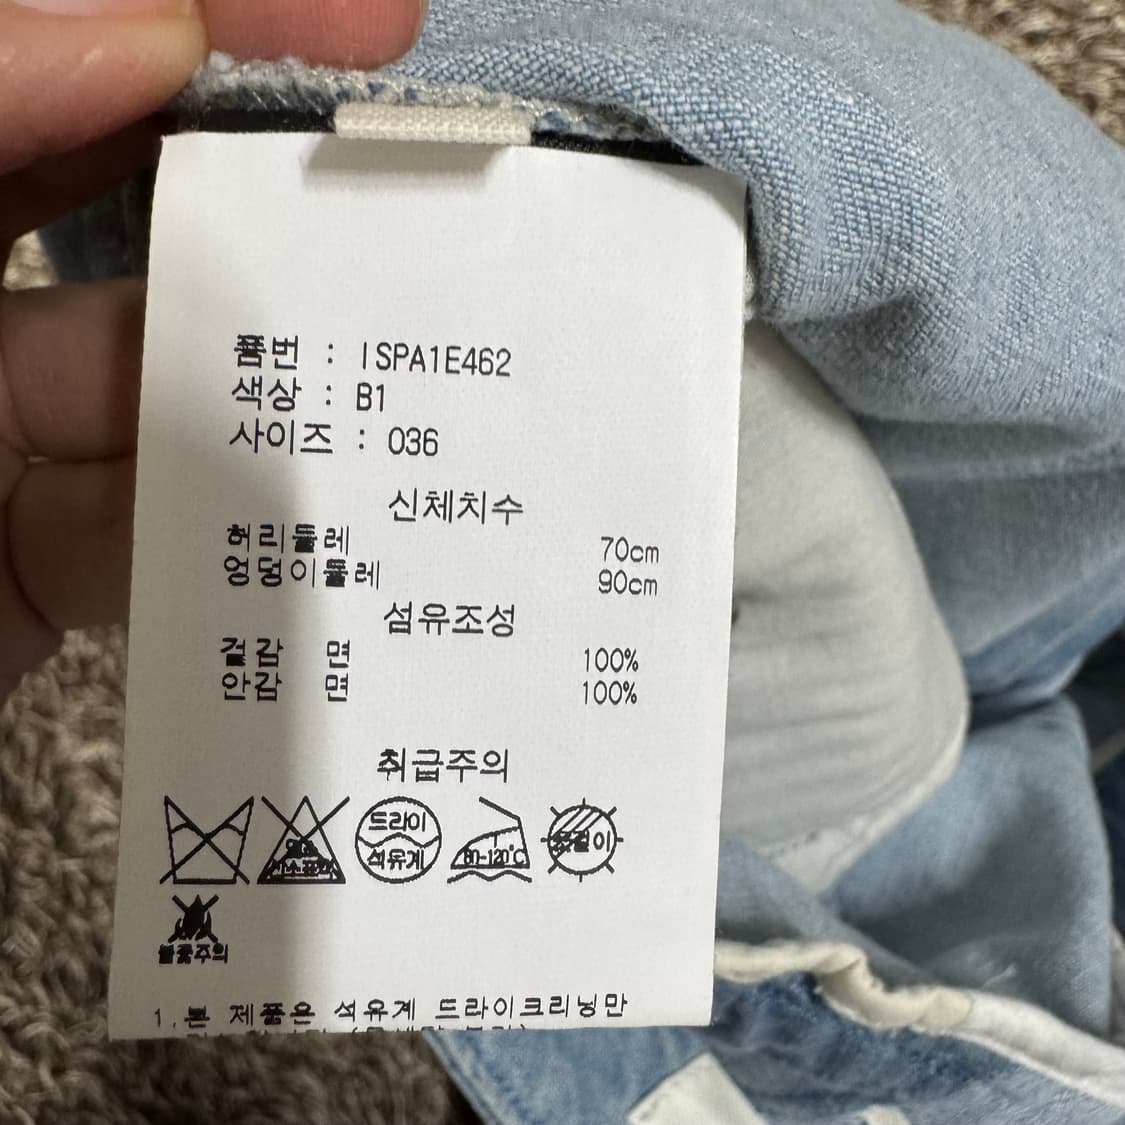 품번 : ISPA1E462
색상 : B1
사이즈 : 036
신체치수
허리둘레 70cm
엉덩이둘레 90cm
섬유조성
겉감 면 100%
안감 면 100%
취급주의
드라이
석유계
80-120℃
불꽃주의
1.본 제품은 석유계 드라이크리닝만